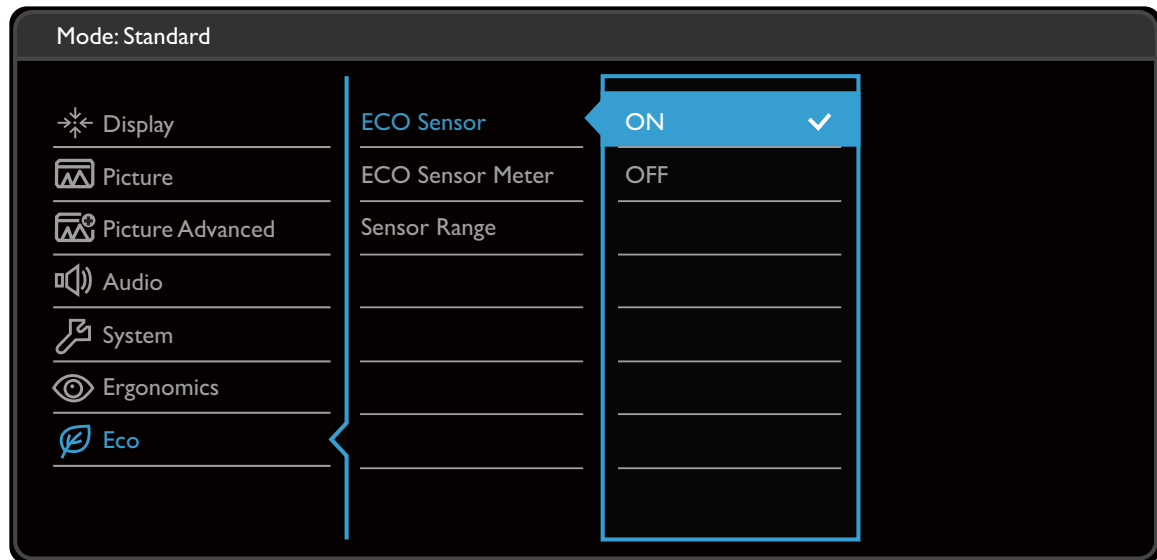 Mode: Standard
Display
Picture
Picture Advanced
Audio
System
Ergonomics
Eco
ECO Sensor
ECO Sensor Meter
Sensor Range
ON
OFF